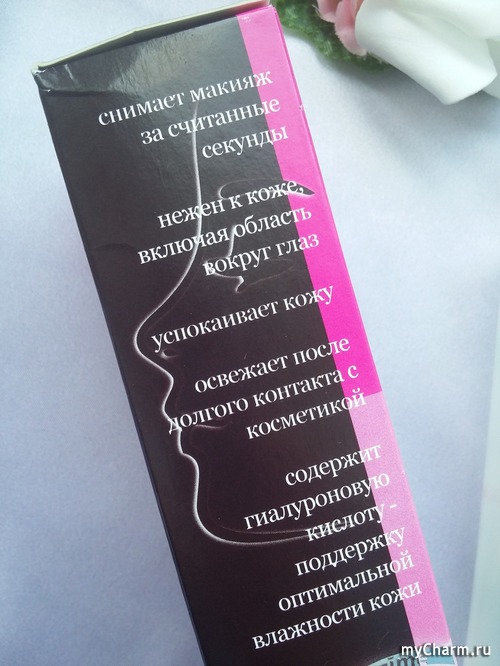 снимает макияж
за считанные
секунды
нежен к коже,
включая область
вокруг глаз
успокаивает кожу
освежает после
долгого контакта с
косметикой
содержит
гиалуроновую
кислоту -
поддержку
оптимальной
влажности кожи
myCharm.ru